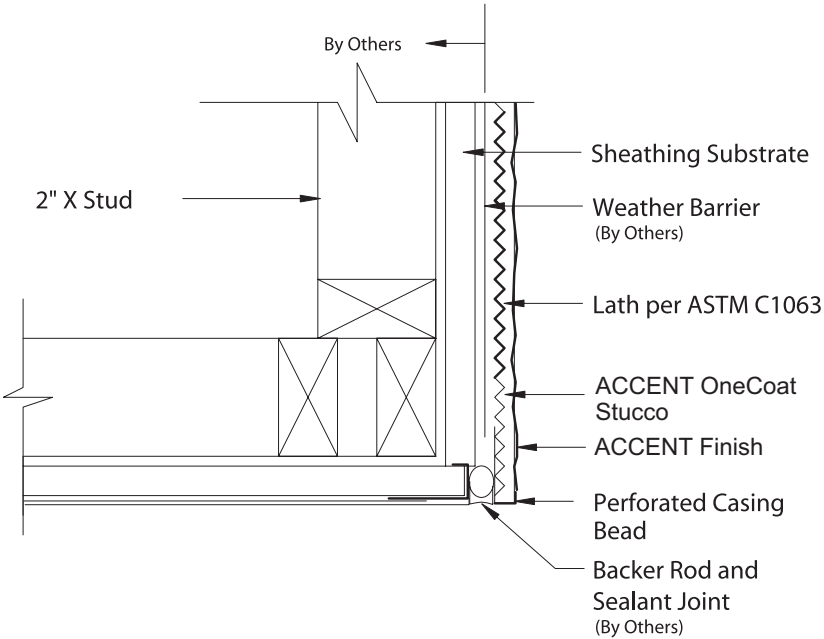 By Others
Sheathing Substrate
2" X Stud
Weather Barrier
(By Others)
Lath per ASTM C1063
ACCENT OneCoat
Stucco
ACCENT Finish
Perforated Casing
Bead
Backer Rod and
Sealant Joint
(By Others)